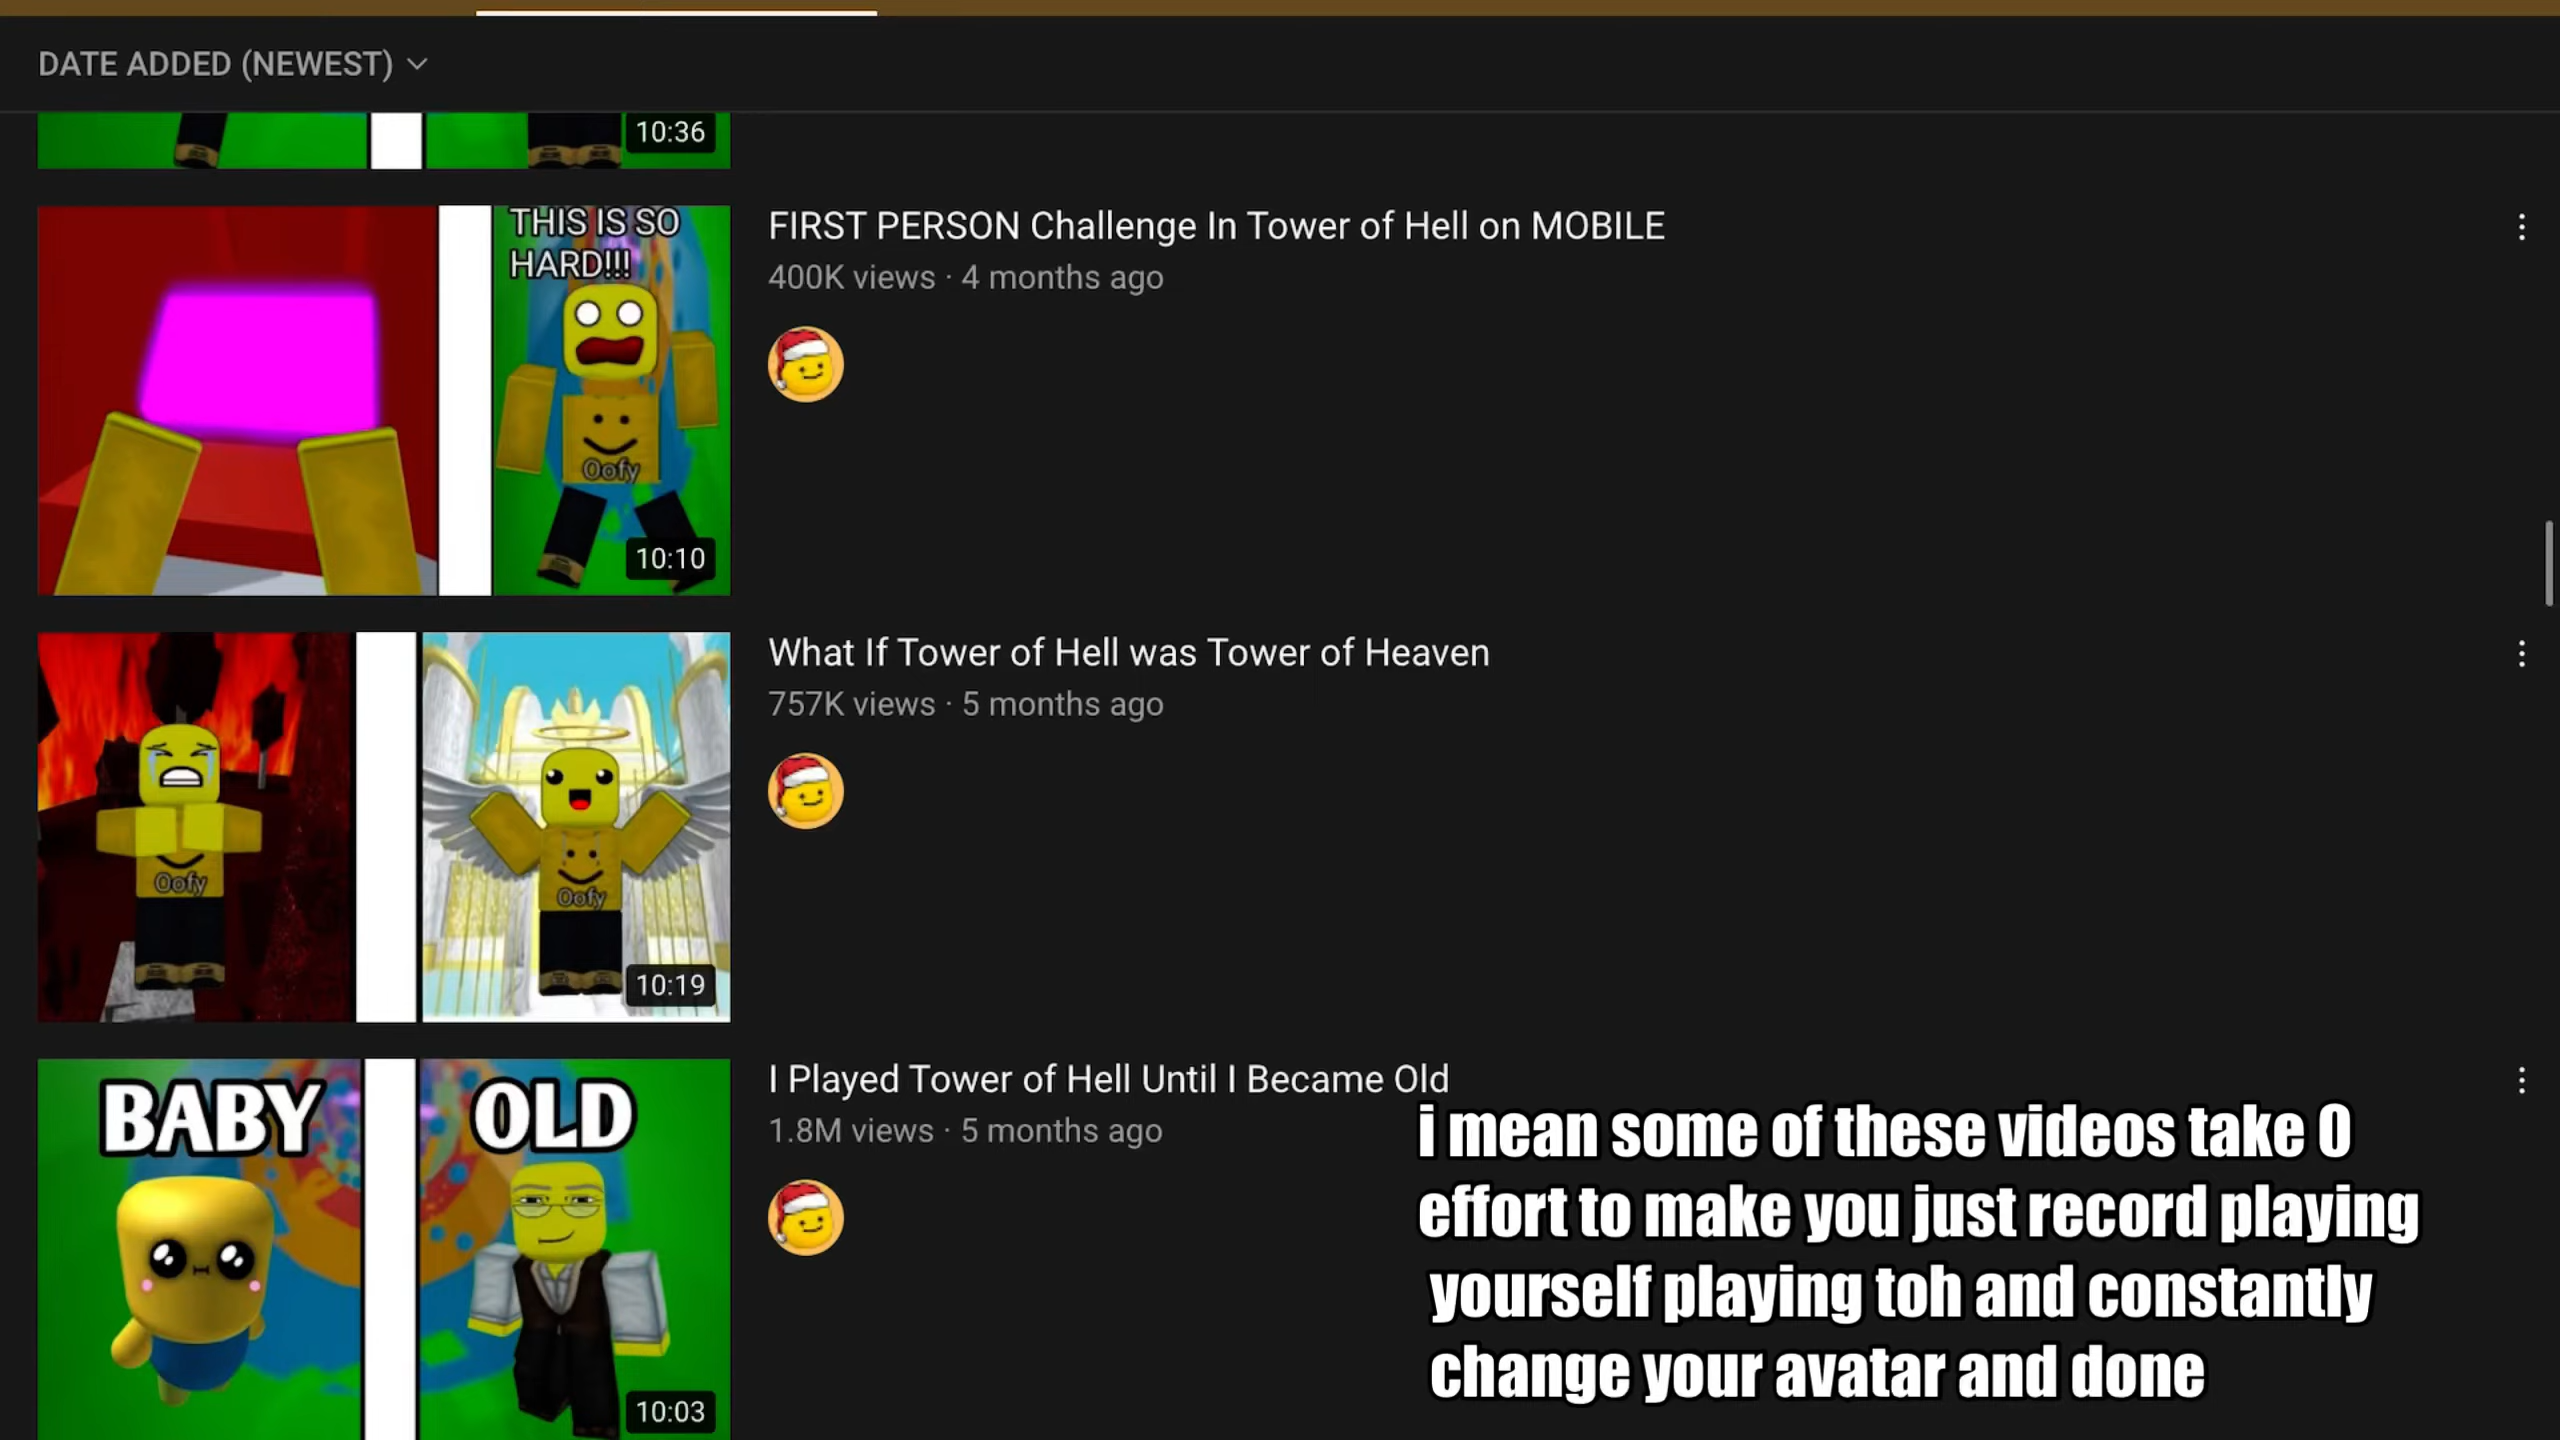 DATE ADDED (NEWEST)
10:36
THIS IS SO
HARD!!!
Oofy
10:10
FIRST PERSON Challenge In Tower of Hell on MOBILE
400K views · 4 months ago
Oofy
Oofy
10:19
What If Tower of Hell was Tower of Heaven
757K views · 5 months ago
BABY
OLD
10:03
I Played Tower of Hell Until I Became Old
1.8M views · 5 months ago
i mean some of these videos take 0
effort to make you just record playing
yourself playing toh and constantly
change your avatar and done